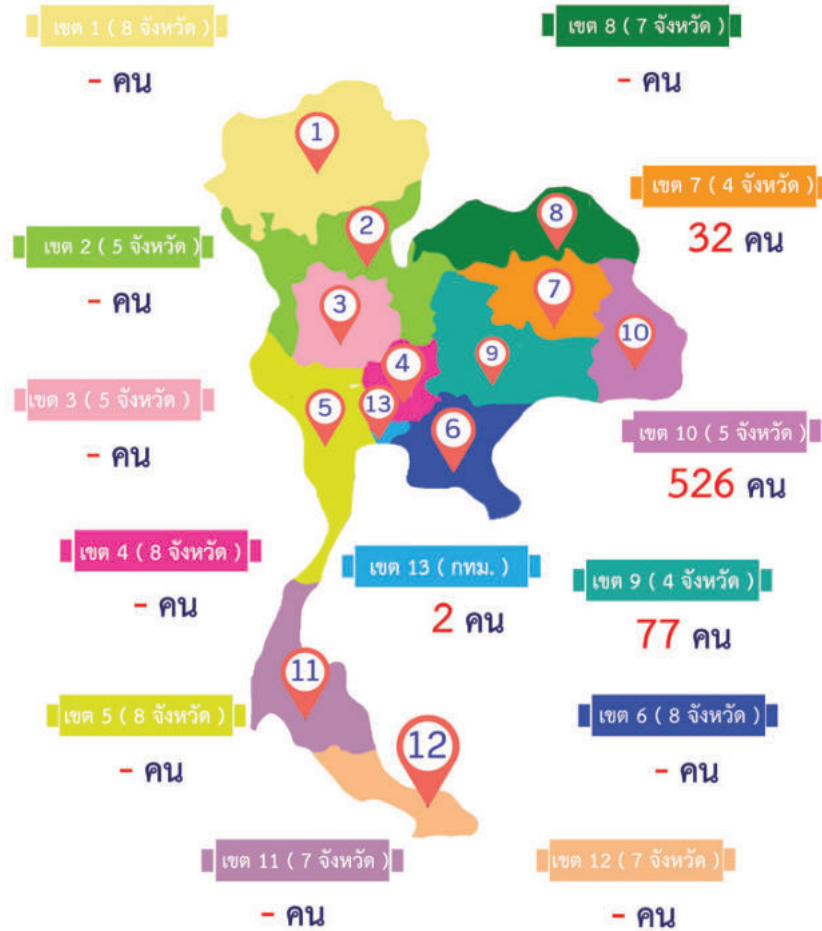 เขต 1 ( 8 จังหวัด )
- คน
เขต 8 ( 7 จังหวัด )
- คน
1
เขต 7 ( 4 จังหวัด )
32 คน
8
2
เขต 2 ( 5 จังหวัด )
- คน
3
7
10
9
4
เขต 3 ( 5 จังหวัด )
- คน
5
13
6
เขต 10 ( 5 จังหวัด )
526 คน
เขต 4 ( 8 จังหวัด )
- คน
เขต 13 ( กทม. )
2 คน
เขต 9 ( 4 จังหวัด )
77 คน
11
เขต 5 ( 8 จังหวัด )
- คน
12
เขต 6 ( 8 จังหวัด )
- คน
เขต 11 ( 7 จังหวัด )
- คน
เขต 12 ( 7 จังหวัด )
- คน